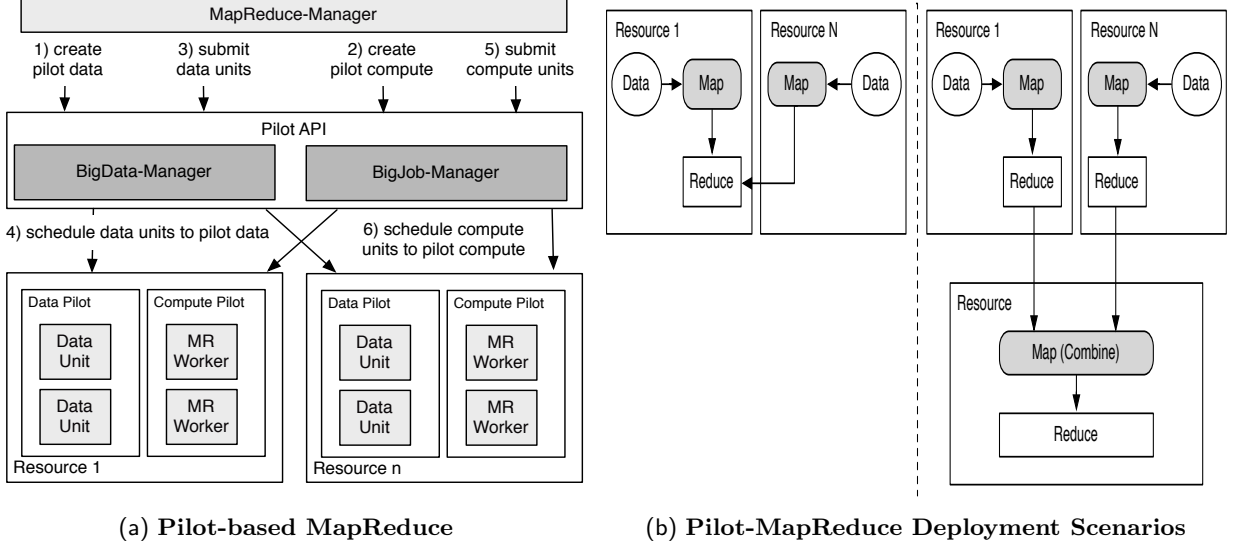 MapReduce-Manager
1) create
pilot data
3) submit
data units
2) create
pilot compute
5) submit
compute units
Pilot API
BigData-Manager
BigJob-Manager
4) schedule data units to pilot data
6) schedule compute
units to pilot compute
Data Pilot
Compute Pilot
Data
Unit
MR
Worker
Data
Unit
MR
Worker
Resource 1
Data Pilot
Compute Pilot
Data
Unit
MR
Worker
Data
Unit
MR
Worker
Resource n
(a) Pilot-based MapReduce
Resource 1
Data
Map
Reduce
Resource N
Map
Data
Resource 1
Data
Map
Reduce
Resource N
Map
Data
Reduce
Resource
Map (Combine)
Reduce
(b) Pilot-MapReduce Deployment Scenarios